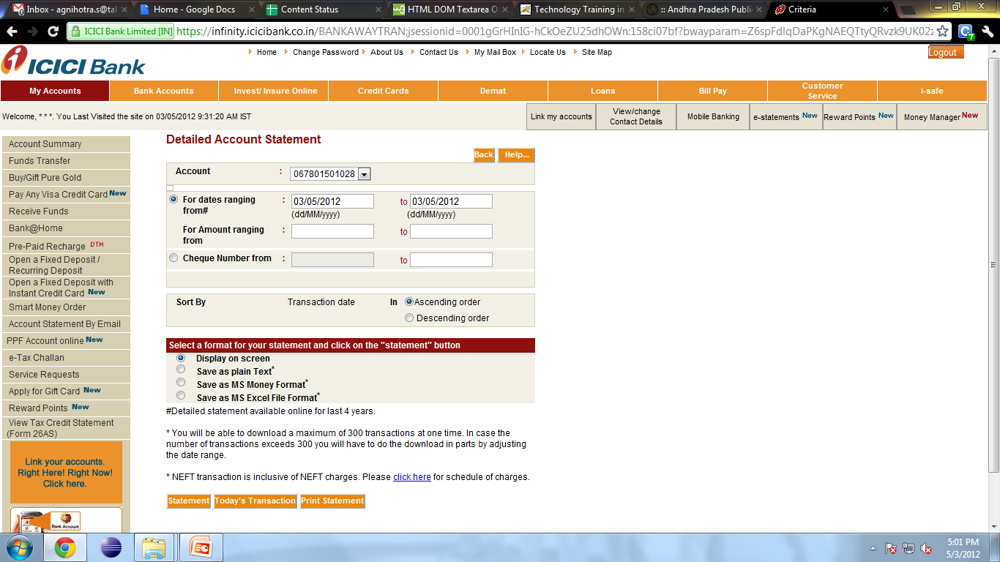 Inbox - agnihotra.s@tal
Home - Google Docs
Content Status
HTML DOM Textarea O
Technology Training in
:: Andhra Pradesh Publi
Criteria
ICICI Bank Limited [IN]
https://infinity.icicibank.co.in/BANKAWAYTRAN;jsessionid=0001gGrHInIG-hCkOeZU25dhOWn:158ci07bf?bwayparam=Z6spFdIqDaPKgNAEQTtyQRvzk9UK02z
ICICI Bank
Home
Change Password
About Us
Contact Us
My Mail Box
Locate Us
Site Map
Logout
My Accounts
Bank Accounts
Invest/ Insure Online
Credit Cards
Demat
Loans
Bill Pay
Customer
Service
i-safe
Welcome, * * *. You Last Visited the site on 03/05/2012 9:31:20 AM IST
Link my accounts
View/change
Contact Details
Mobile Banking
e-statements New
Reward Points New
Money Manager New
Account Summary
Funds Transfer
Buy/Gift Pure Gold
Pay Any Visa Credit Card New
Receive Funds
Bank@Home
Pre-Paid Recharge DTH
Open a Fixed Deposit /
Recurring Deposit
Open a Fixed Deposit with
Instant Credit Card New
Smart Money Order
Account Statement By Email
PPF Account online New
e-Tax Challan
Service Requests
Apply for Gift Card New
Reward Points New
View Tax Credit Statement
(Form 26AS)
Link your accounts.
Right Here! Right Now!
Click here.
Bank Account
Detailed Account Statement
Back
Help...
Account : 067801501028
For dates ranging
from# : 03/05/2012 to 03/05/2012
(dd/MM/yyyy) (dd/MM/yyyy)
For Amount ranging
from : to
Cheque Number from : to
Sort By Transaction date In Ascending order
Descending order
Select a format for your statement and click on the "statement" button
Display on screen
Save as plain Text*
Save as MS Money Format*
Save as MS Excel File Format*
#Detailed statement available online for last 4 years.
* You will be able to download a maximum of 300 transactions at one time. In case the
number of transactions exceeds 300 you will have to do the download in parts by adjusting
the date range.
* NEFT transaction is inclusive of NEFT charges. Please click here for schedule of charges.
Statement
Today's Transaction
Print Statement
5:01 PM
5/3/2012